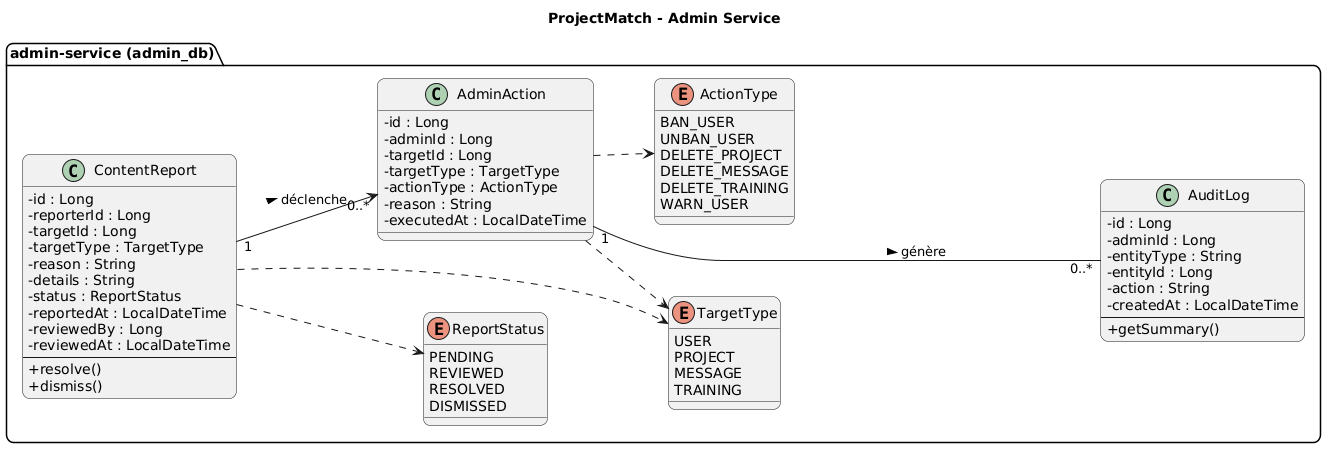 ProjectMatch - Admin Service
admin-service (admin_db)
C ContentReport
-id : Long
-reporterId : Long
-targetId : Long
-targetType : TargetType
-reason : String
-details : String
-status : ReportStatus
-reportedAt : LocalDateTime
-reviewedBy : Long
-reviewedAt : LocalDateTime
+resolve()
+dismiss()
déclenche
1
0..*
C AdminAction
-id : Long
-adminId : Long
-targetId : Long
-targetType : TargetType
-actionType : ActionType
-reason : String
-executedAt : LocalDateTime
E ActionType
BAN_USER
UNBAN_USER
DELETE_PROJECT
DELETE_MESSAGE
DELETE_TRAINING
WARN_USER
1
génère
0..*
E ReportStatus
PENDING
REVIEWED
RESOLVED
DISMISSED
E TargetType
USER
PROJECT
MESSAGE
TRAINING
C AuditLog
-id : Long
-adminId : Long
-entityType : String
-entityId : Long
-action : String
-createdAt : LocalDateTime
+getSummary()